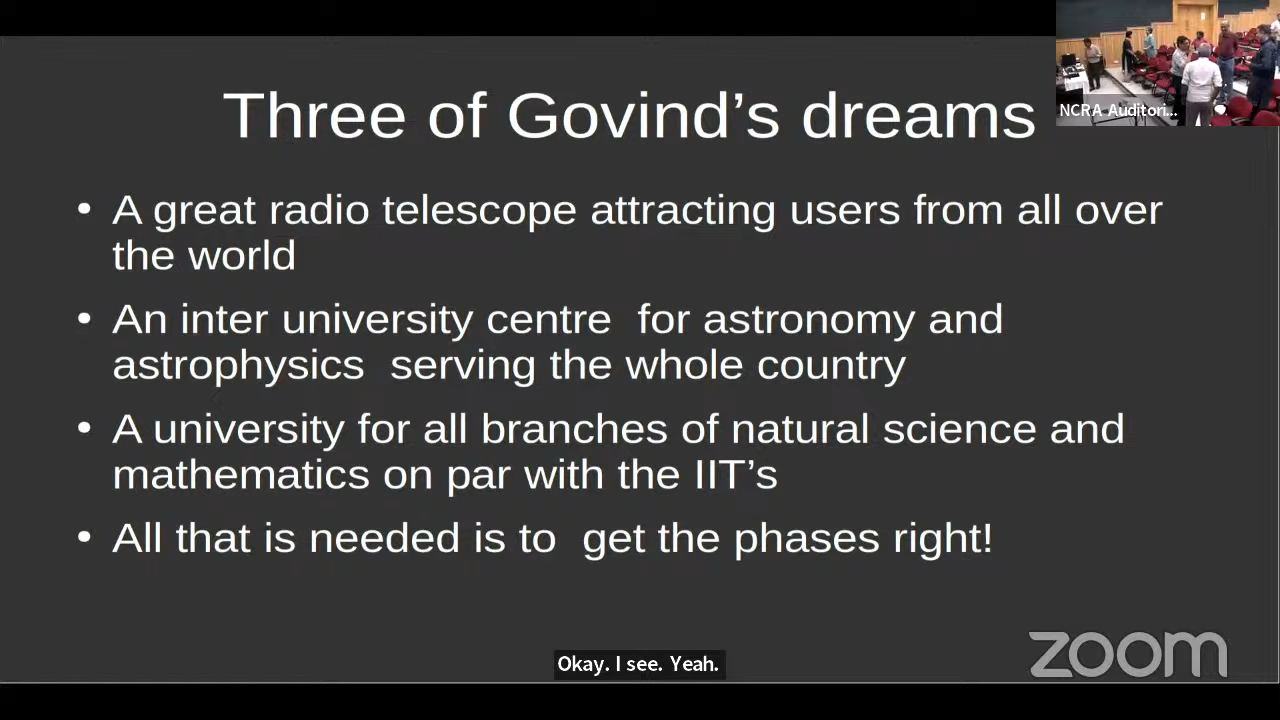 Three of Govind’s dreams
NCRA Auditori...
• A great radio telescope attracting users from all over
the world
• An inter university centre  for astronomy and
astrophysics  serving the whole country
• A university for all branches of natural science and
mathematics on par with the IIT’s
• All that is needed is to  get the phases right!
zoom
Okay. I see. Yeah.